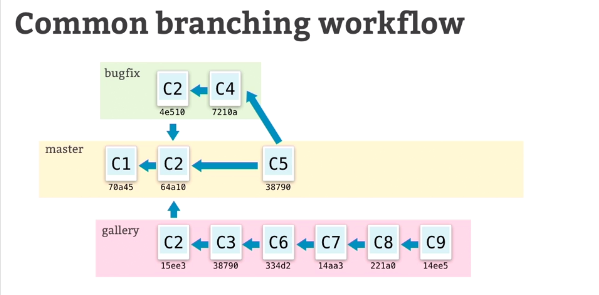 Common branching workflow
bugfix
C2 C4
4e510 7210a
master
C1 C2 C5
70a45 64a10 38790
gallery
C2 C3 C6 C7 C8 C9
15ee3 38790 334d2 14aa3 221a0 14ee5